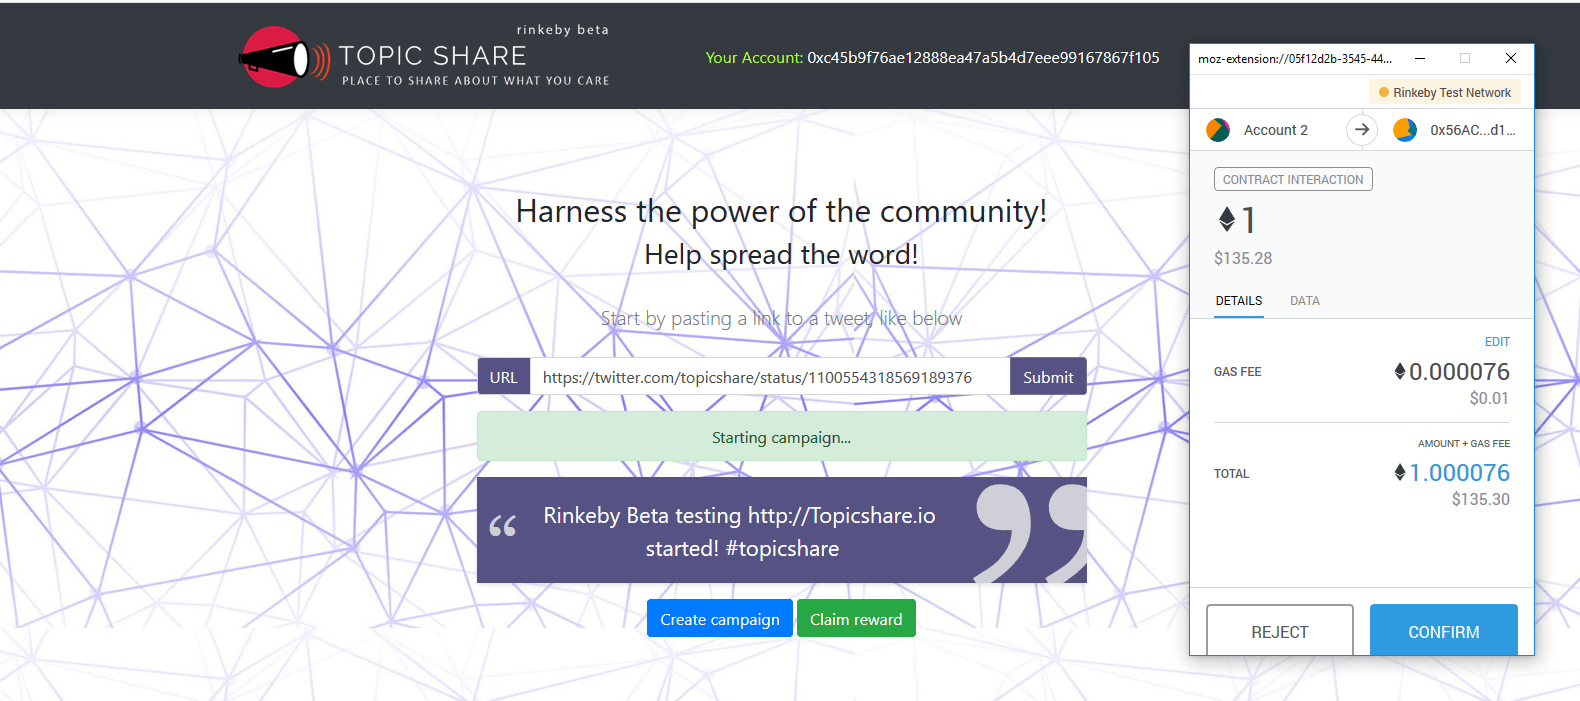 rinkeby beta
TOPIC SHARE
PLACE TO SHARE ABOUT WHAT YOU CARE
Your Account: 0xc45b9f76ae12888ea47a5b4d7eee99167867f105
Harness the power of the community!
Help spread the word!
Start by pasting a link to a tweet, like below
URL https://twitter.com/topicshare/status/1100554318569189376 Submit
Starting campaign...
“ Rinkeby Beta testing http://Topicshare.io ”
started! #topicshare
Create campaign Claim reward
moz-extension://05f12d2b-3545-44...
Rinkeby Test Network
Account 2 0x56AC...d1...
CONTRACT INTERACTION
1
$135.28
DETAILS DATA
EDIT
GAS FEE 0.000076
$0.01
AMOUNT + GAS FEE
TOTAL 1.000076
$135.30
REJECT CONFIRM